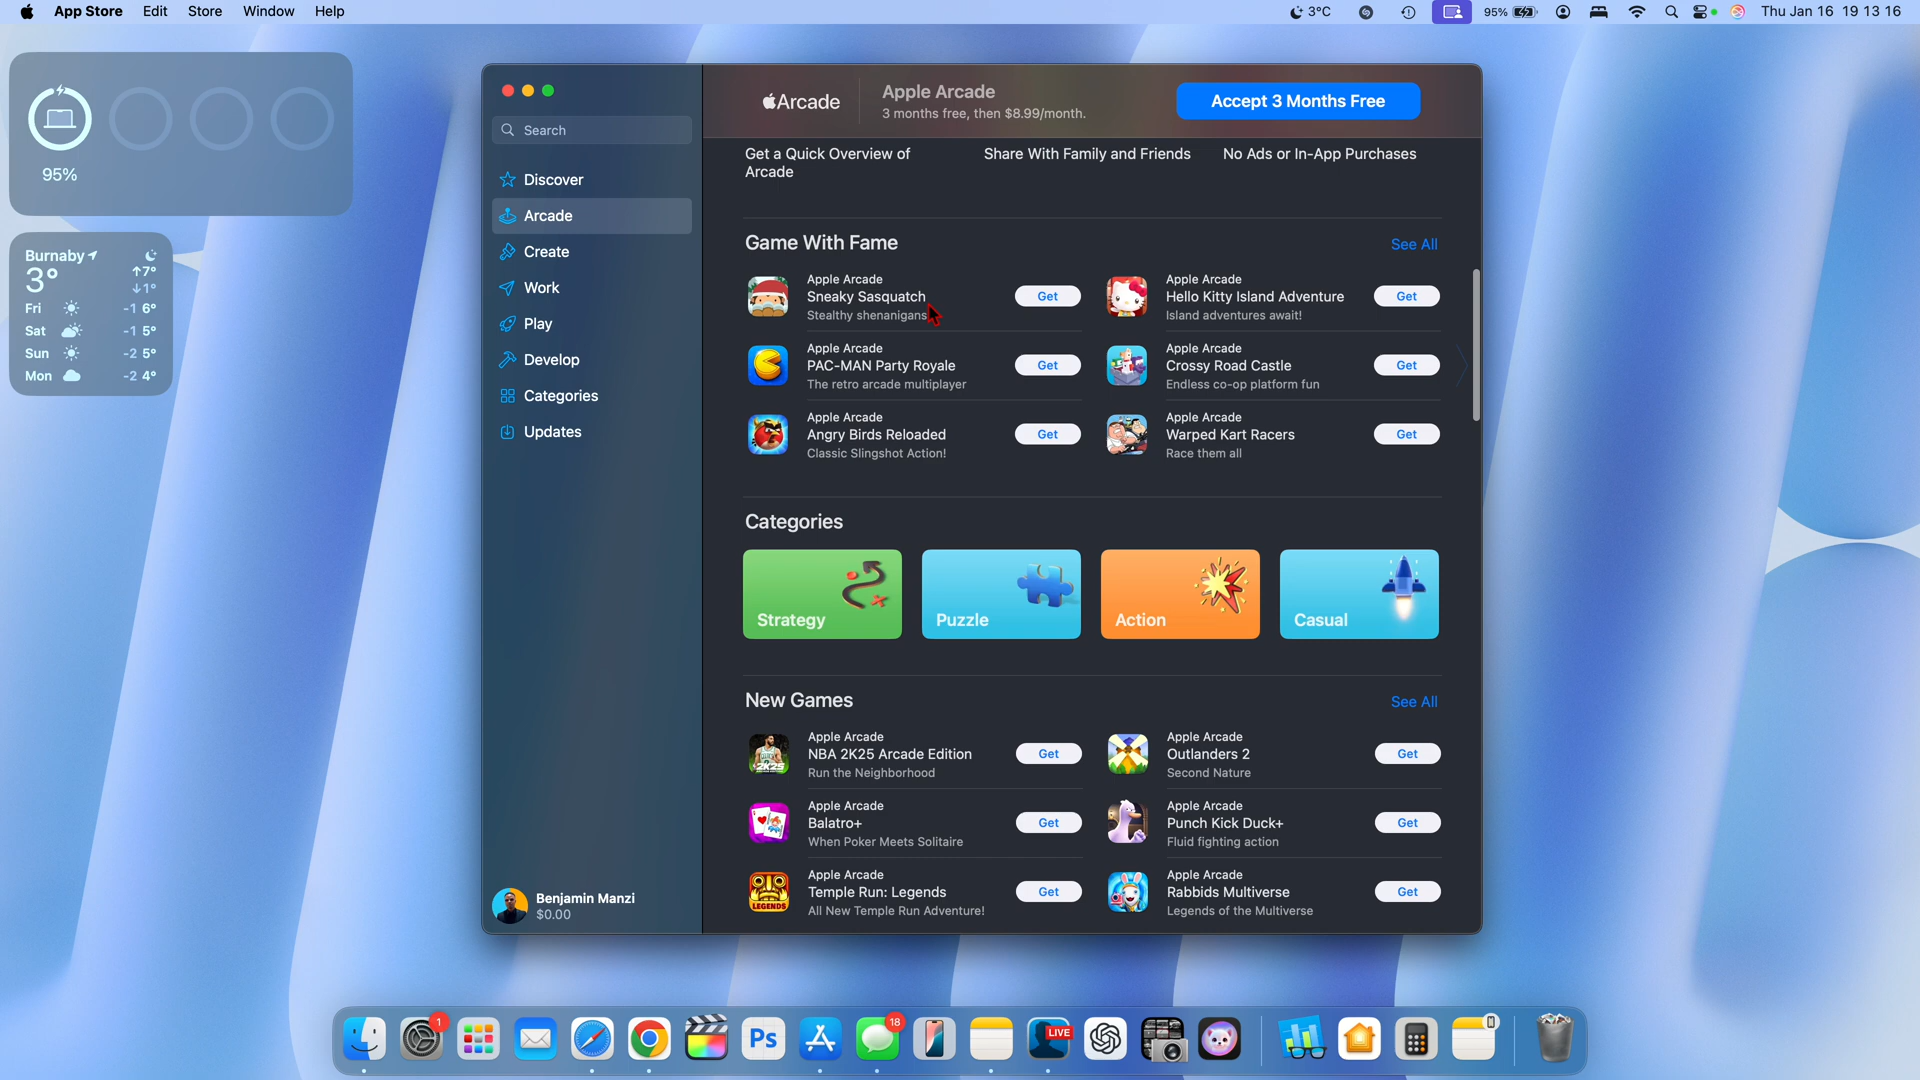 App Store Edit Store Window Help
3°C
95%
Thu Jan 16 19 13 16
95%
Burnaby
3°
↑7°
↓1°
Fri -1 6°
Sat -1 5°
Sun -2 5°
Mon -2 4°
Search
Discover
Arcade
Create
Work
Play
Develop
Categories
Updates
Benjamin Manzi
$0.00
Arcade
Apple Arcade
3 months free, then $8.99/month.
Accept 3 Months Free
Get a Quick Overview of
Arcade
Share With Family and Friends
No Ads or In-App Purchases
Game With Fame
See All
Apple Arcade
Sneaky Sasquatch
Stealthy shenanigans
Get
Apple Arcade
Hello Kitty Island Adventure
Island adventures await!
Get
Apple Arcade
PAC-MAN Party Royale
The retro arcade multiplayer
Get
Apple Arcade
Crossy Road Castle
Endless co-op platform fun
Get
Apple Arcade
Angry Birds Reloaded
Classic Slingshot Action!
Get
Apple Arcade
Warped Kart Racers
Race them all
Get
Categories
Strategy
Puzzle
Action
Casual
New Games
See All
Apple Arcade
NBA 2K25 Arcade Edition
Run the Neighborhood
Get
2K25
Apple Arcade
Outlanders 2
Second Nature
Get
Apple Arcade
Balatro+
When Poker Meets Solitaire
Get
Apple Arcade
Punch Kick Duck+
Fluid fighting action
Get
Apple Arcade
Temple Run: Legends
All New Temple Run Adventure!
Get
LEGENDS
Apple Arcade
Rabbids Multiverse
Legends of the Multiverse
Get
1
Ps
18
LIVE